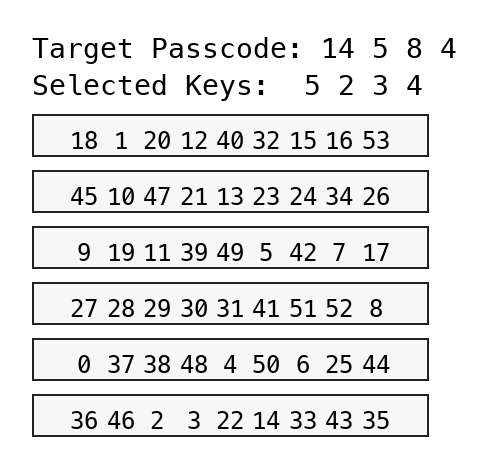 Target Passcode: 14 5 8 4
Selected Keys: 5 2 3 4
18 1 20 12 40 32 15 16 53
45 10 47 21 13 23 24 34 26
9 19 11 39 49 5 42 7 17
27 28 29 30 31 41 51 52 8
0 37 38 48 4 50 6 25 44
36 46 2 3 22 14 33 43 35